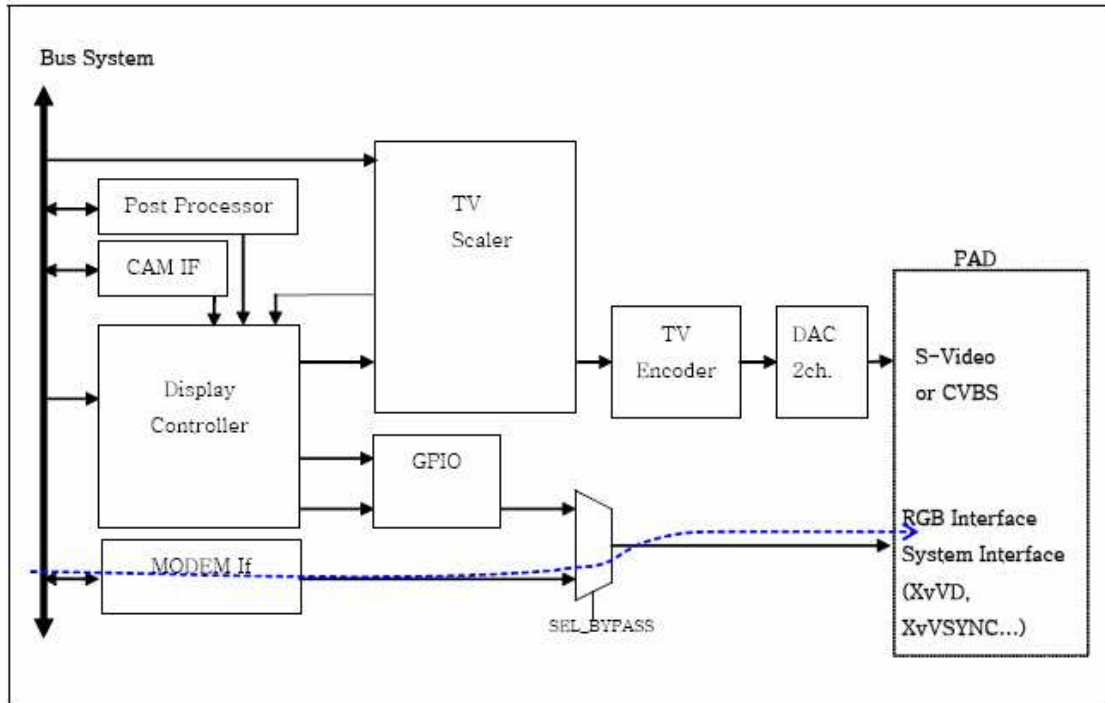 Bus System
Post Processor
CAM IF
TV
Scaler
PAD
Display
Controller
TV
Encoder
DAC
2ch.
S-Video
or CVBS
GPIO
RGB Interface
System Interface
(XvVD,
XvVSYNC...)
MODEM If
SEL_BYPASS